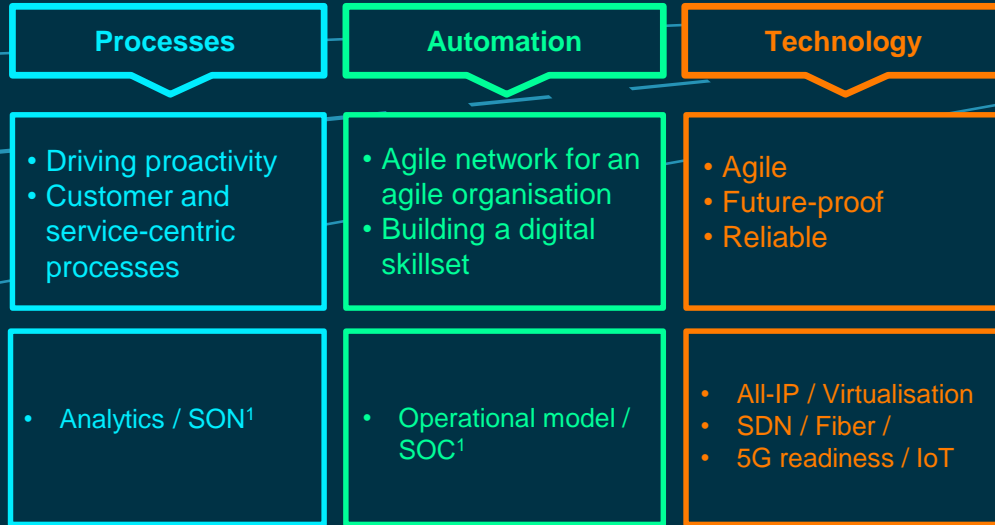 Processes
Automation
Technology
• Driving proactivity
• Customer and
service-centric
processes
• Agile network for an
agile organisation
• Building a digital
skillset
• Agile
• Future-proof
• Reliable
• Analytics / SON¹
• Operational model /
SOC¹
• All-IP / Virtualisation
• SDN / Fiber /
• 5G readiness / IoT